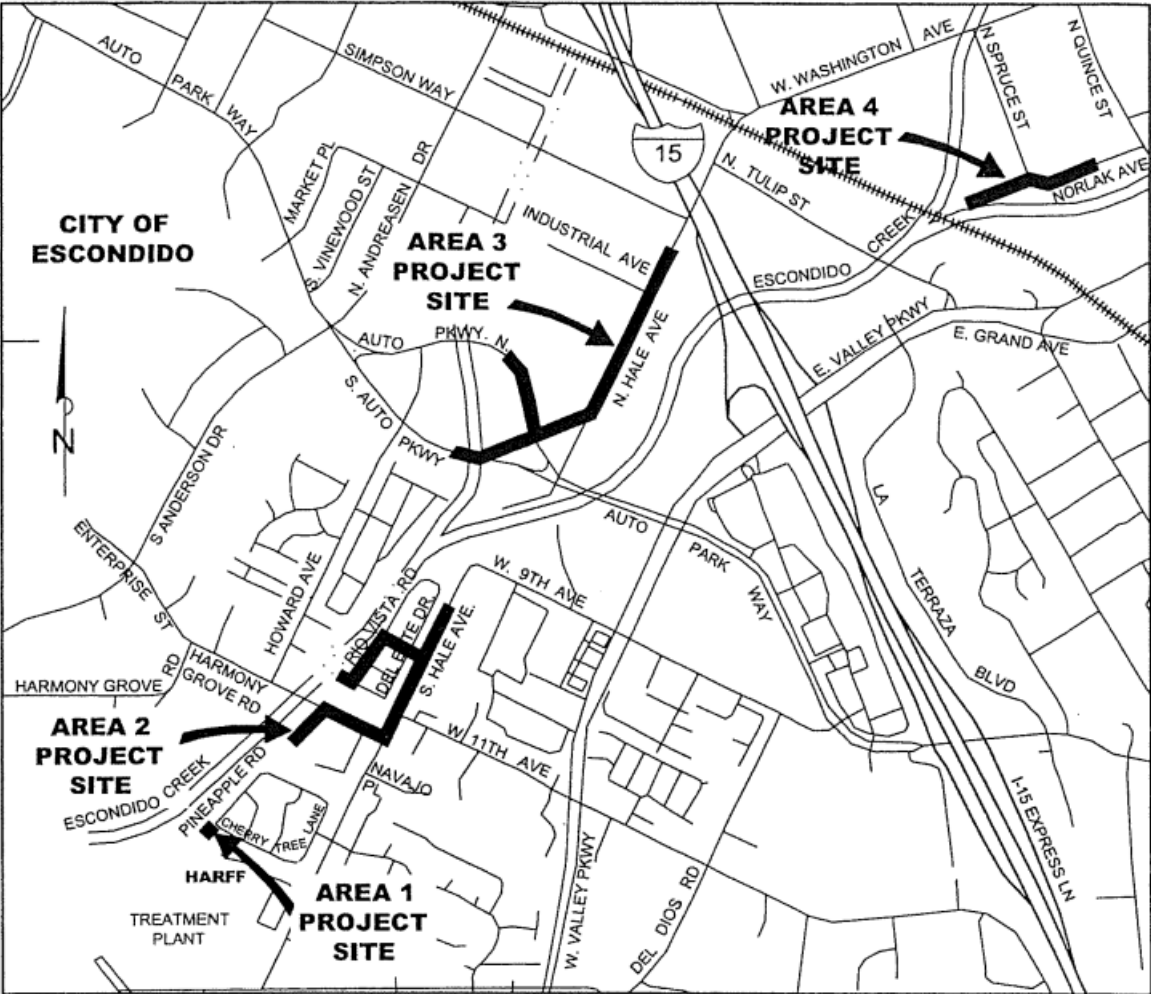 AUTO
PARK WAY
SIMPSON WAY
W. WASHINGTON AVE
N SPRUCE ST
N QUINCE ST
AREA 4
PROJECT
SITE
15
N. TULIP ST
NORLAK AVE
MARKET PL
S. VINEWOOD ST
N. ANDREASEN DR
INDUSTRIAL AVE
CITY OF
ESCONDIDO
AREA 3
PROJECT
SITE
ESCONDIDO CREEK
AUTO PKWY. N.
N. HALE AVE
E. VALLEY PKWY
E. GRAND AVE
N
S. AUTO PKWY
S ANDERSON DR
ENTERPRISE ST
HOWARD AVE
AUTO PARK WAY
LA TERRAZA BLVD
W. 9TH AVE
RIO VISTA RD
DEL ESTE DR.
S. HALE AVE.
HARMONY GROVE RD
HARMONY
GROVE RD
AREA 2
PROJECT
SITE
W. 11TH AVE
NAVAJO
PL
ESCONDIDO CREEK
PINEAPPLE RD
CHERRY
TREE LANE
HARFF
AREA 1
PROJECT
SITE
TREATMENT
PLANT
W. VALLEY PKWY
DEL DIOS RD
I-15 EXPRESS LN